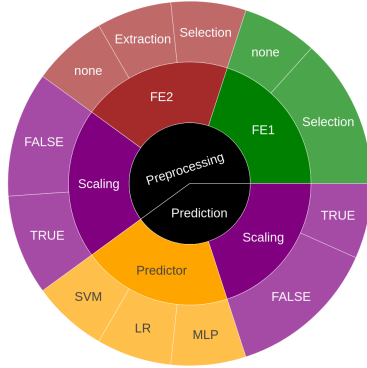 Selection
Extraction
none
none
Selection
FE2
FE1
FALSE
Scaling
Preprocessing
Prediction
TRUE
TRUE
Scaling
Predictor
FALSE
SVM
LR
MLP